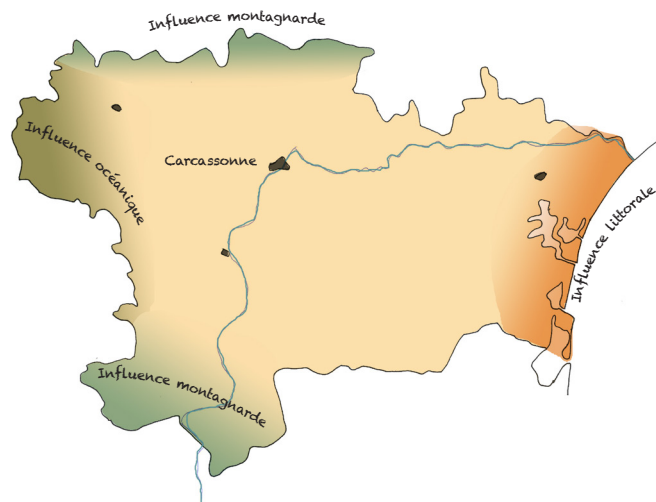 Influence montagnarde
Influence océanique
Carcassonne
Influence littorale
Influence montagnarde